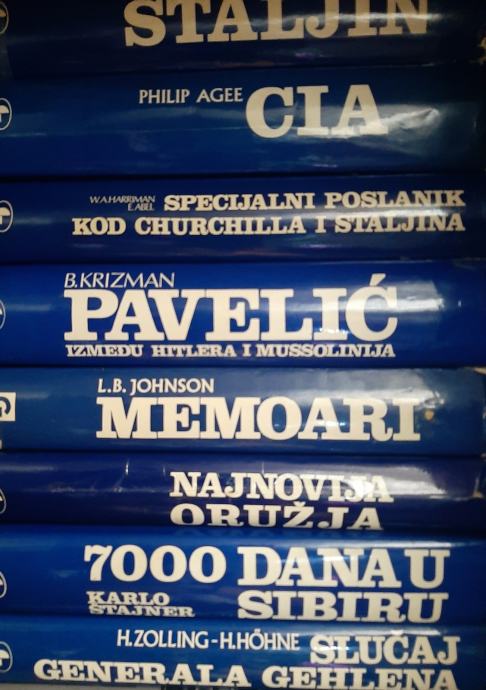 STALJIN
PHILIP AGEE CIA
W.A.HARRIMAN
E.ABEL
SPECIJALNI POSLANIK
KOD CHURCHILLA I STALJINA
B.KRIZMAN
PAVELIĆ
IZMEĐU HITLERA I MUSSOLINIJA
L.B. JOHNSON
MEMOARI
NAJNOVIJA
ORUŽJA
7000 DANA U
KARLO
ŠTAJNER
SIBIRU
H.ZOLLING-H.HÖHNE SLUČAJ
GENERALA GEHLENA